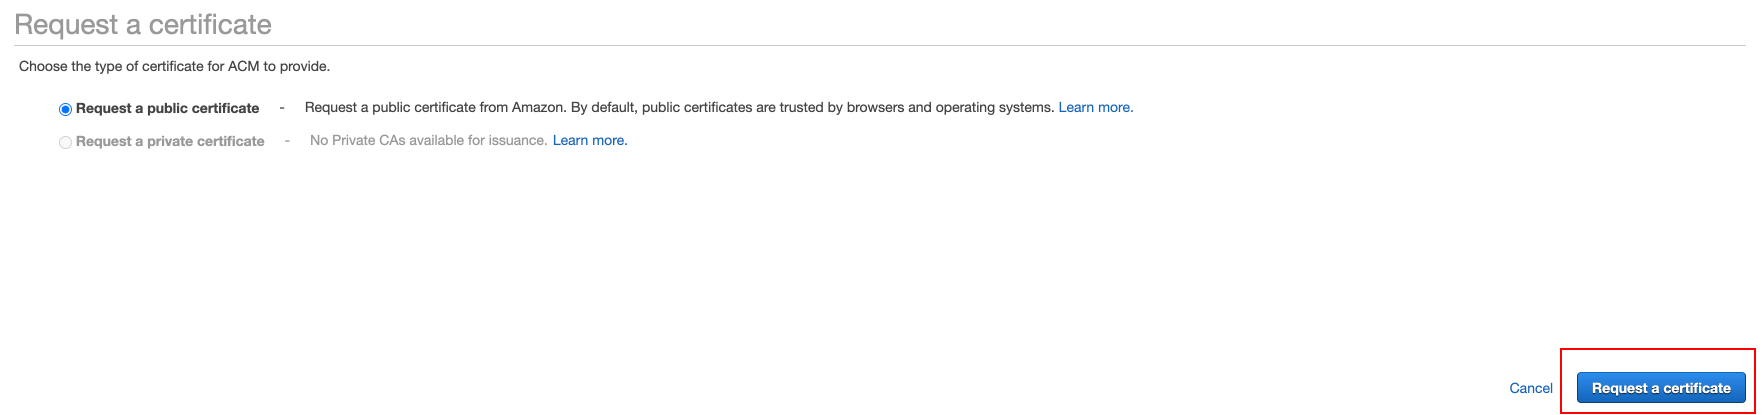 Request a certificate
Choose the type of certificate for ACM to provide.
Request a public certificate - Request a public certificate from Amazon. By default, public certificates are trusted by browsers and operating systems. Learn more.
Request a private certificate - No Private CAs available for issuance. Learn more.
Cancel Request a certificate